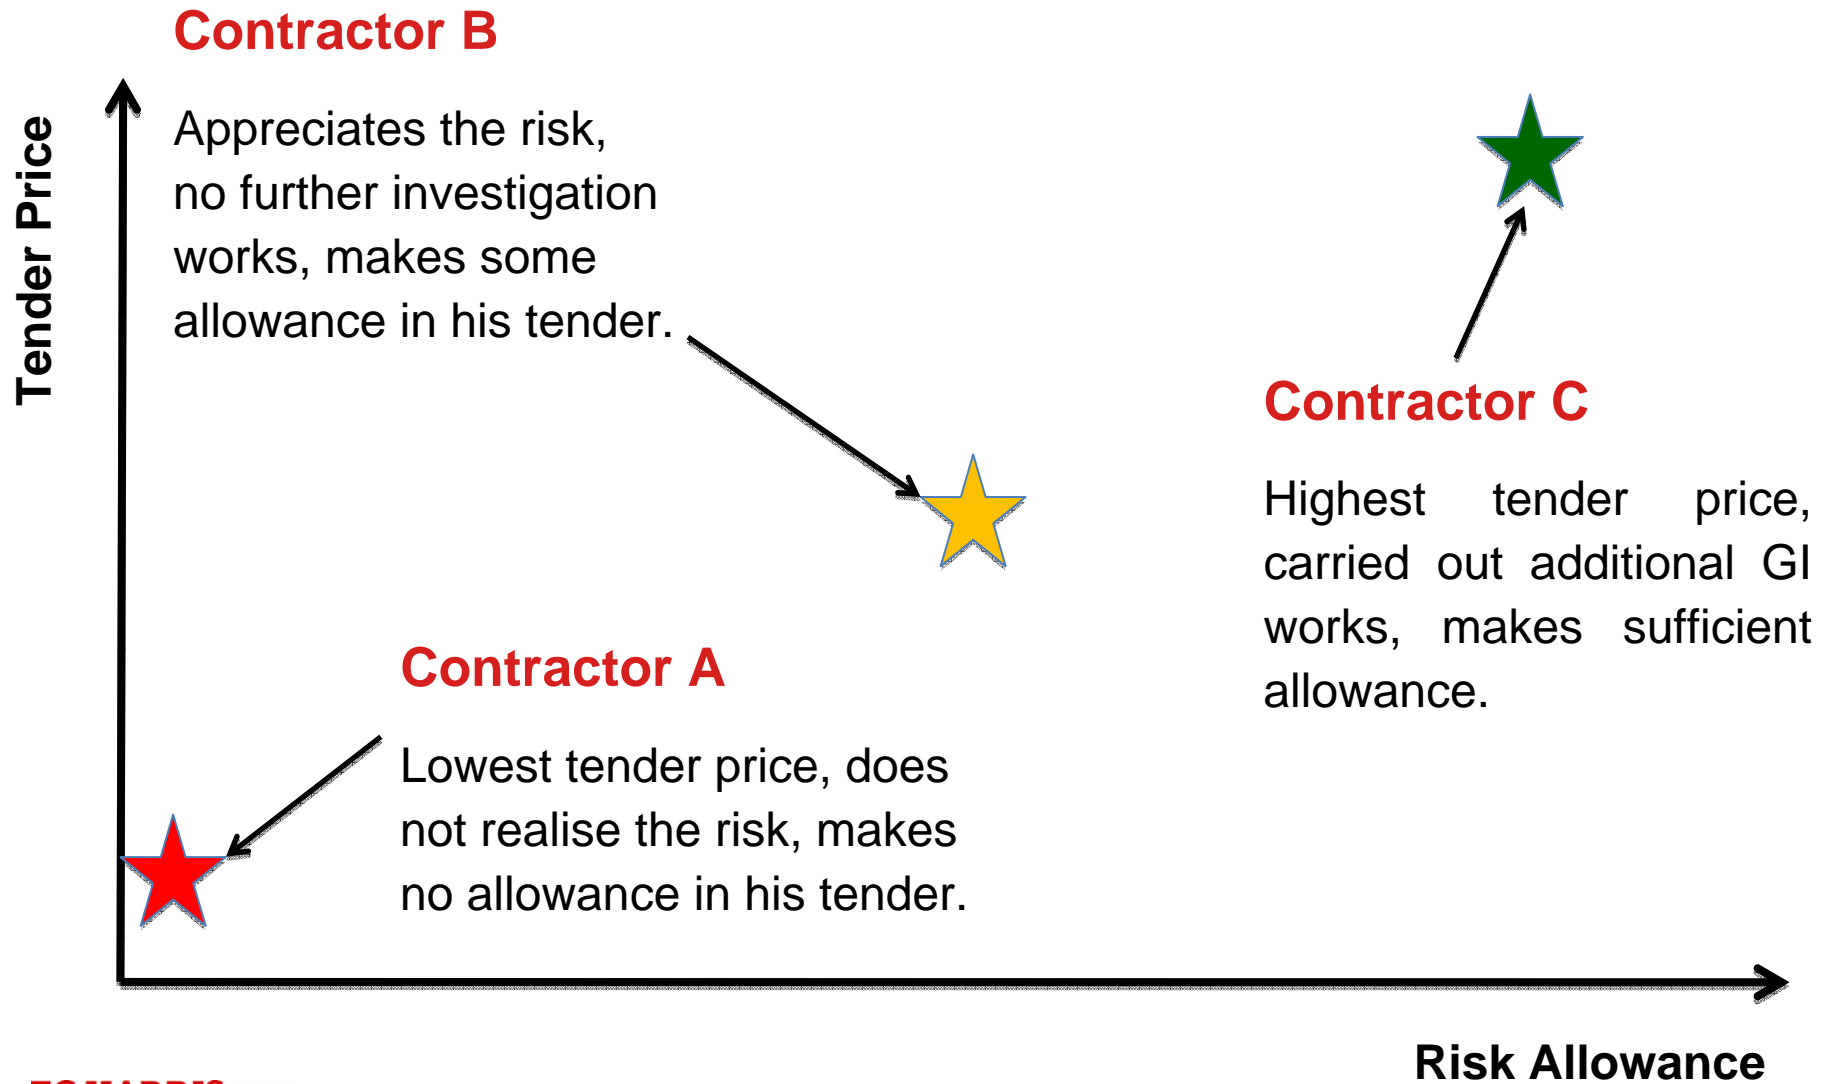 Contractor B
Tender Price
Appreciates the risk,
no further investigation
works, makes some
allowance in his tender.
Contractor C
Highest tender price,
carried out additional GI
works, makes sufficient
allowance.
Contractor A
Lowest tender price, does
not realise the risk, makes
no allowance in his tender.
Risk Allowance